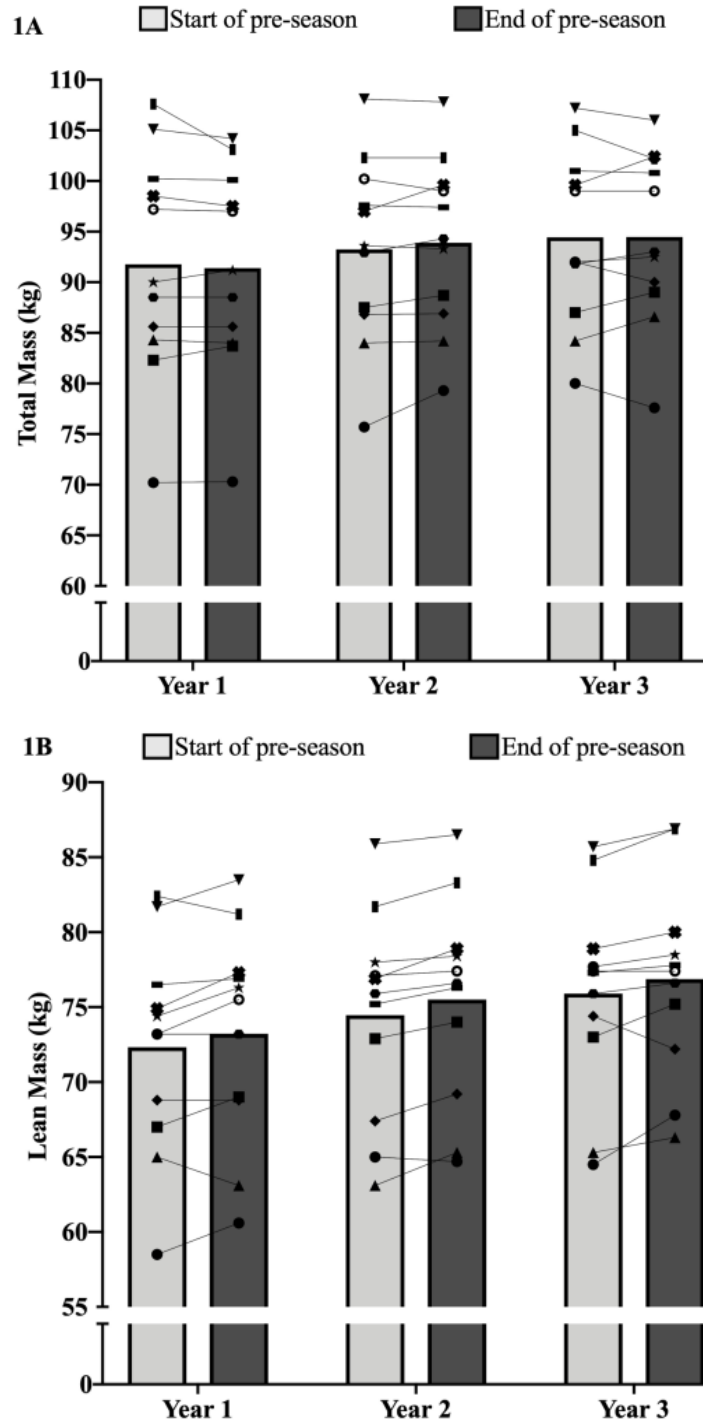 1A
Start of pre-season
End of pre-season
Total Mass (kg)
110
105
100
95
90
85
80
75
70
65
60
0
Year 1
Year 2
Year 3
1B
Start of pre-season
End of pre-season
Lean Mass (kg)
90
85
80
75
70
65
60
55
0
Year 1
Year 2
Year 3